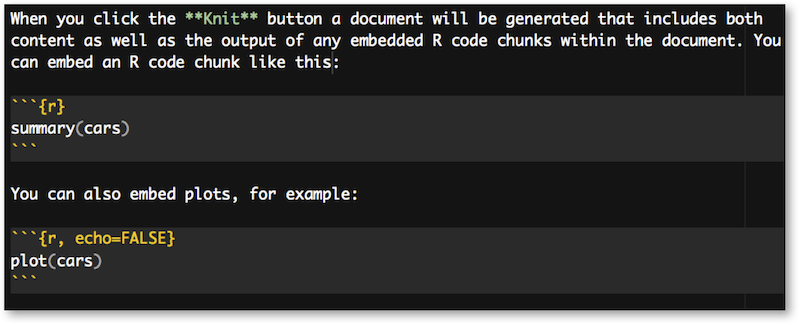 When you click the **Knit** button a document will be generated that includes both
content as well as the output of any embedded R code chunks within the document. You
can embed an R code chunk like this:
```{r}
summary(cars)
```
You can also embed plots, for example:
```{r, echo=FALSE}
plot(cars)
```